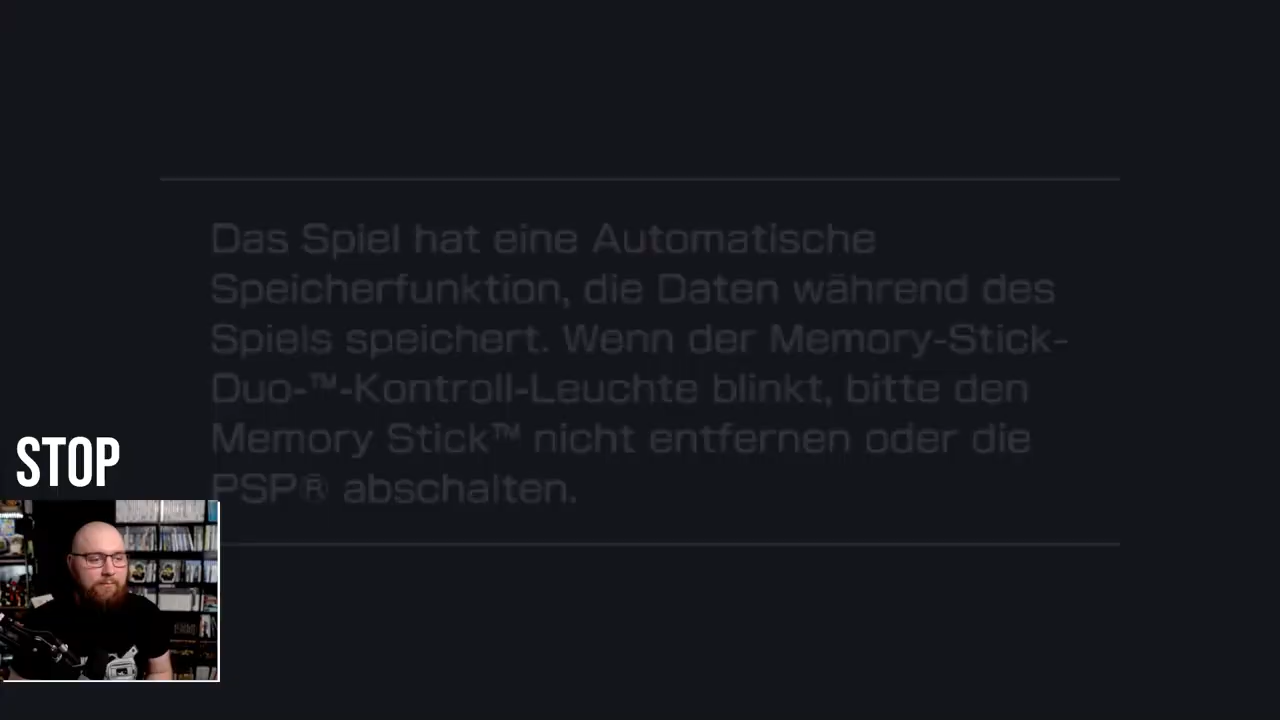 Das Spiel hat eine Automatische
Speicherfunktion, die Daten während des
Spiels speichert. Wenn der Memory-Stick-
Duo-™-Kontroll-Leuchte blinkt, bitte den
Memory Stick™ nicht entfernen oder die
PSP® abschalten.
STOP